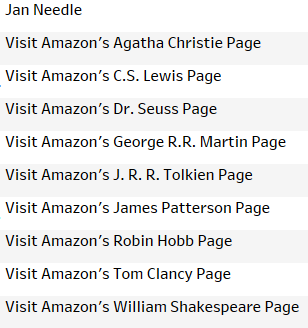 Jan Needle
Visit Amazon's Agatha Christie Page
Visit Amazon's C.S. Lewis Page
Visit Amazon's Dr. Seuss Page
Visit Amazon's George R.R. Martin Page
Visit Amazon's J. R. R. Tolkien Page
Visit Amazon's James Patterson Page
Visit Amazon's Robin Hobb Page
Visit Amazon's Tom Clancy Page
Visit Amazon's William Shakespeare Page